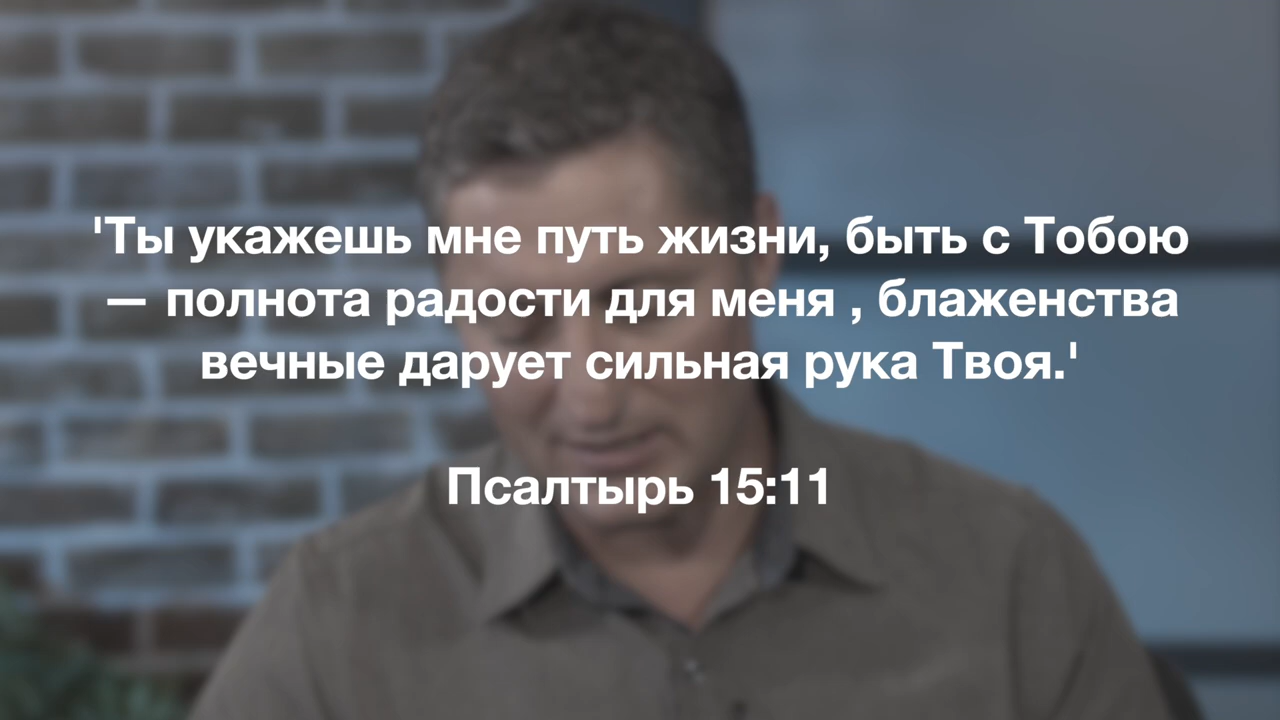 'Ты укажешь мне путь жизни, быть с Тобою
— полнота радости для меня , блаженства
вечные дарует сильная рука Твоя.'
Псалтырь 15:11